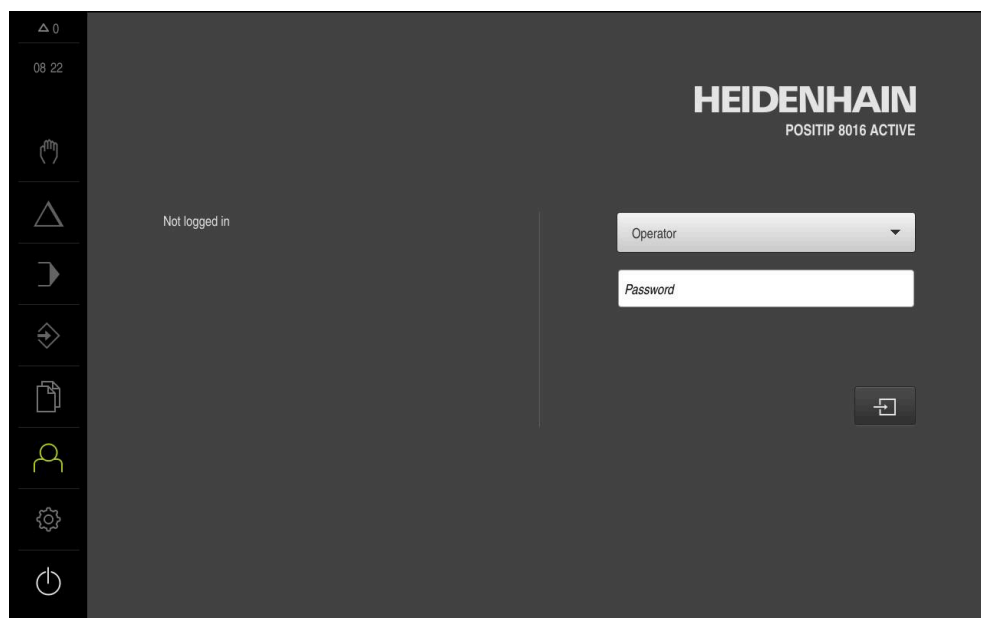 0
08 22
HEIDENHAIN
POSITIP 8016 ACTIVE
Not logged in
Operator
Password